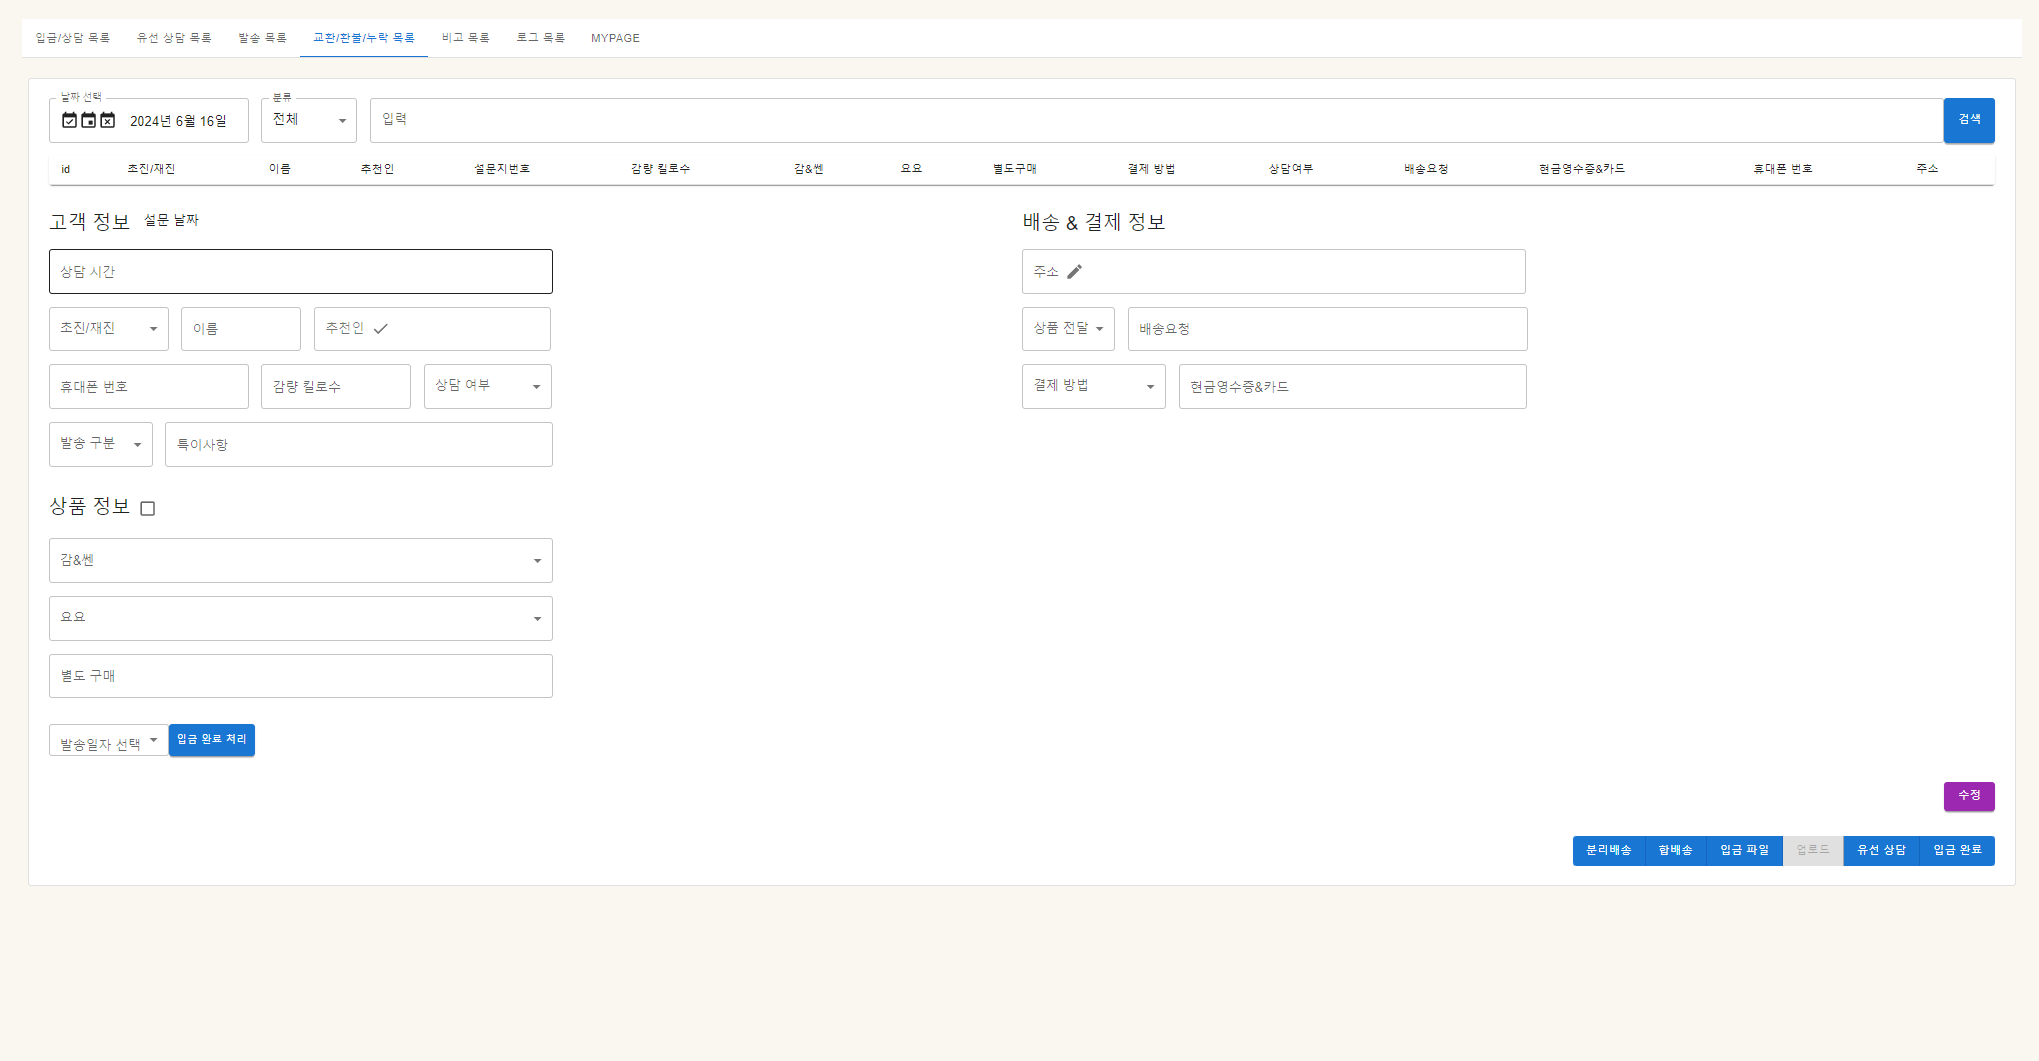 입금/상담 목록 유선 상담 목록 발송 목록 교환/환불/누락 목록 비고 목록 로그 목록 MYPAGE
날짜 선택 분류
2024년 6월 16일 전체 입력 검색
id 초진/재진 이름 추천인 설문지번호 감량 킬로수 감&쎈 요요 별도구매 결제 방법 상담여부 배송요청 현금영수증&카드 휴대폰 번호 주소
고객 정보 설문 날짜 배송 & 결제 정보
상담 시간 주소
초진/재진 이름 추천인 상품 전달 배송요청
휴대폰 번호 감량 킬로수 상담 여부 결제 방법 현금영수증&카드
발송 구분 특이사항
상품 정보
감&쎈
요요
별도 구매
발송일자 선택 입금 완료 처리
수정
분리배송 합배송 입금 파일 업로드 유선 상담 입금 완료